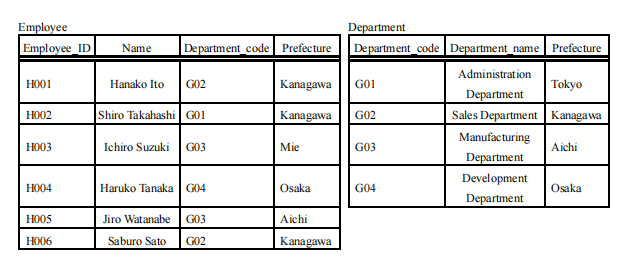 Employee
Employee_ID Name Department_code Prefecture
H001 Hanako Ito G02 Kanagawa
H002 Shiro Takahashi G01 Kanagawa
H003 Ichiro Suzuki G03 Mie
H004 Haruko Tanaka G04 Osaka
H005 Jiro Watanabe G03 Aichi
H006 Saburo Sato G02 Kanagawa
Department
Department_code Department_name Prefecture
G01 Administration Department Tokyo
G02 Sales Department Kanagawa
G03 Manufacturing Department Aichi
G04 Development Department Osaka